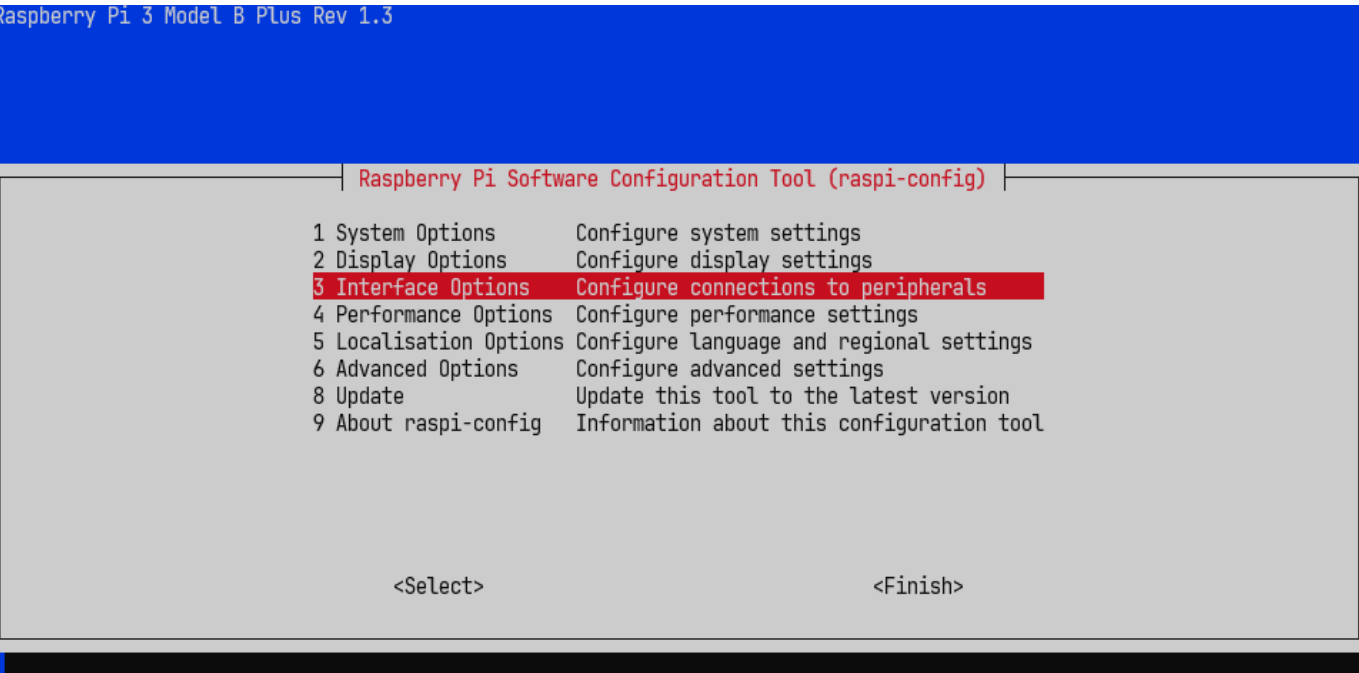 Raspberry Pi 3 Model B Plus Rev 1.3
Raspberry Pi Software Configuration Tool (raspi-config)
1 System Options Configure system settings
2 Display Options Configure display settings
3 Interface Options Configure connections to peripherals
4 Performance Options Configure performance settings
5 Localisation Options Configure language and regional settings
6 Advanced Options Configure advanced settings
8 Update Update this tool to the latest version
9 About raspi-config Information about this configuration tool
<Select> <Finish>